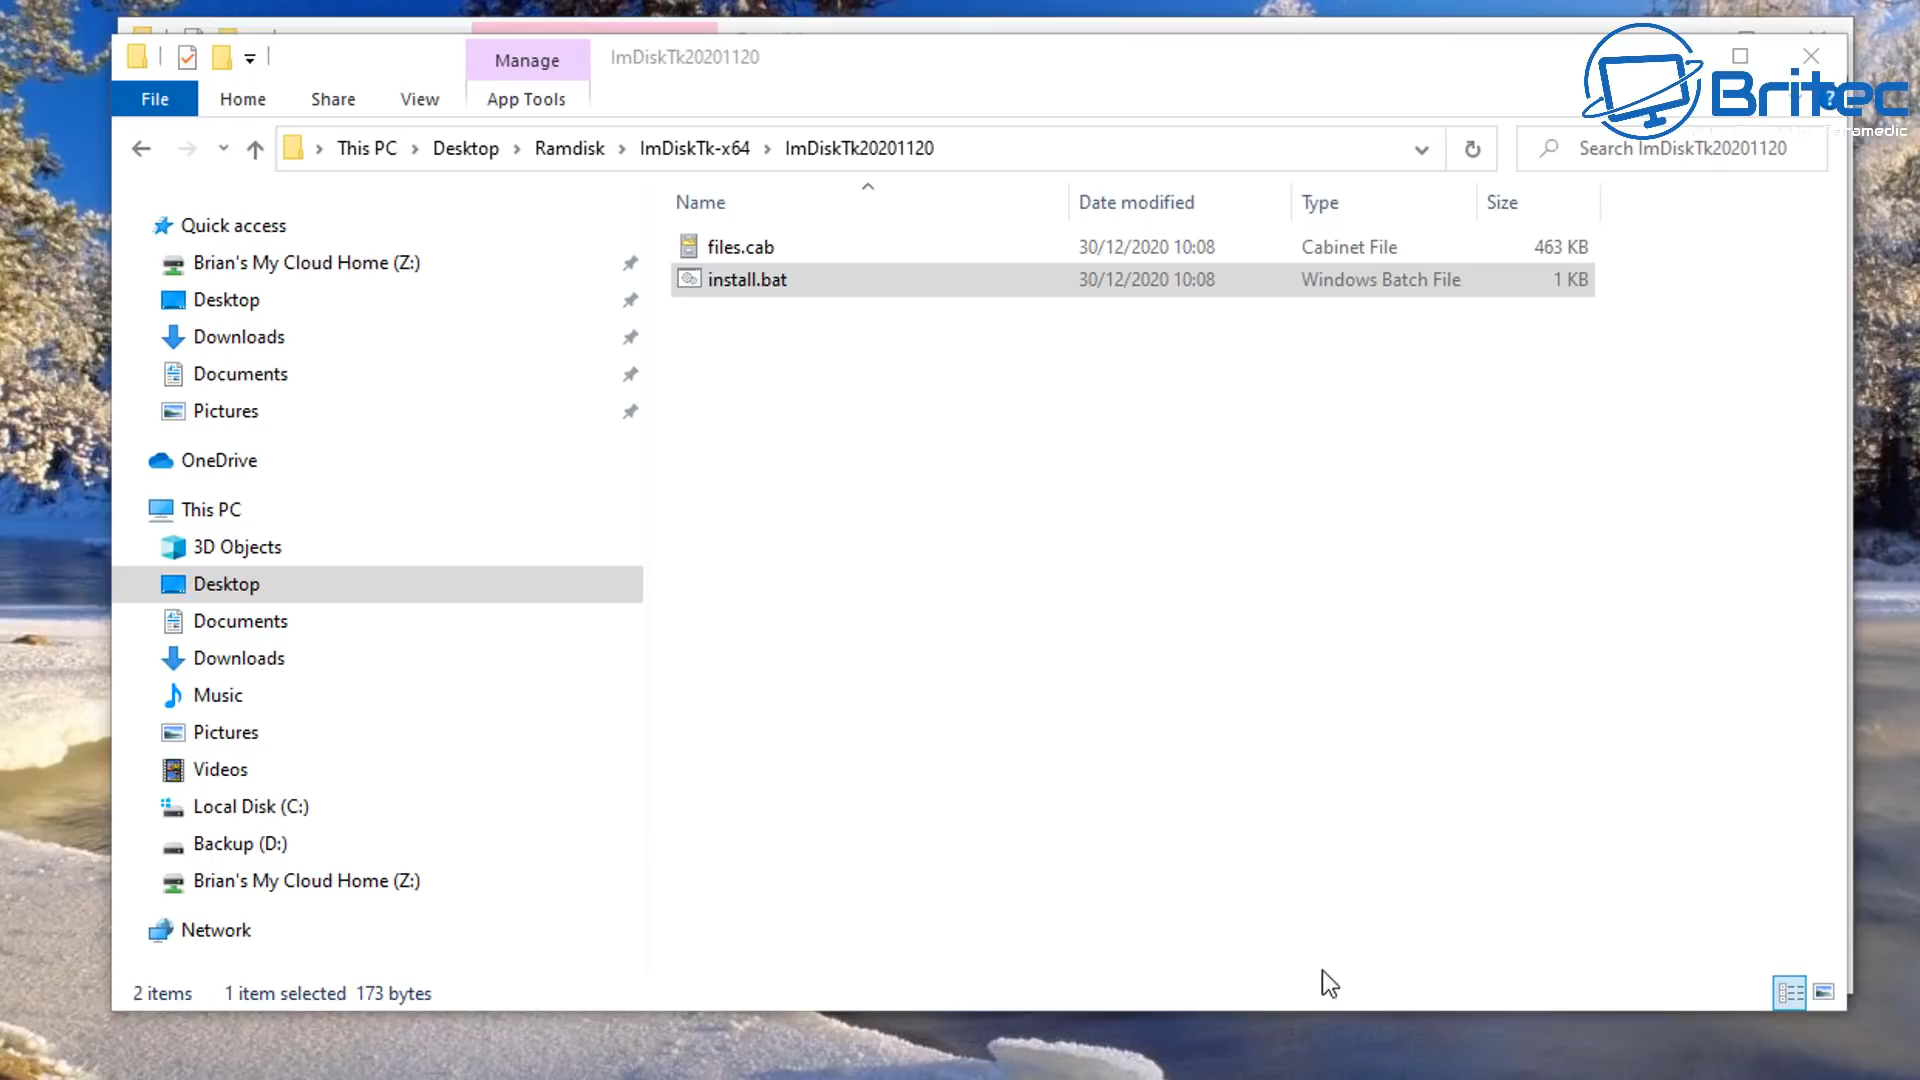 Manage
ImDiskTk20201120
File
Home
Share
View
App Tools
Britec
This PC
Desktop
Ramdisk
ImDiskTk-x64
ImDiskTk20201120
Search ImDiskTk20201120
Name
Date modified
Type
Size
files.cab
30/12/2020 10:08
Cabinet File
463 KB
install.bat
30/12/2020 10:08
Windows Batch File
1 KB
Quick access
Brian's My Cloud Home (Z:)
Desktop
Downloads
Documents
Pictures
OneDrive
This PC
3D Objects
Desktop
Documents
Downloads
Music
Pictures
Videos
Local Disk (C:)
Backup (D:)
Brian's My Cloud Home (Z:)
Network
2 items
1 item selected 173 bytes